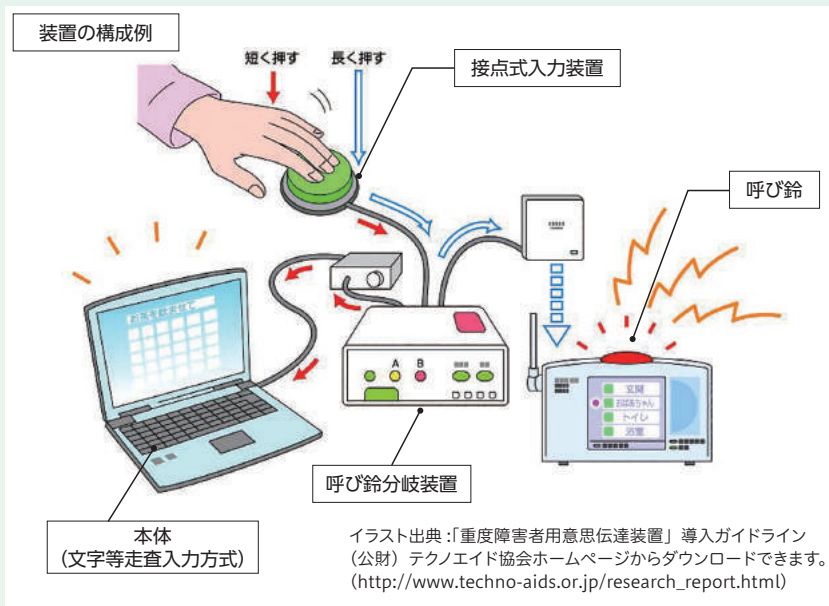 装置の構成例
短く押す
長く押す
接点式入力装置
呼び鈴
A B
玄関
おばあちゃん
トイレ
浴室
呼び鈴分岐装置
本体
(文字等走査入力方式)
イラスト出典:「重度障害者用意思伝達装置」導入ガイドライン
(公財)テクノエイド協会ホームページからダウンロードできます。
(http://www.techno-aids.or.jp/research_report.html)